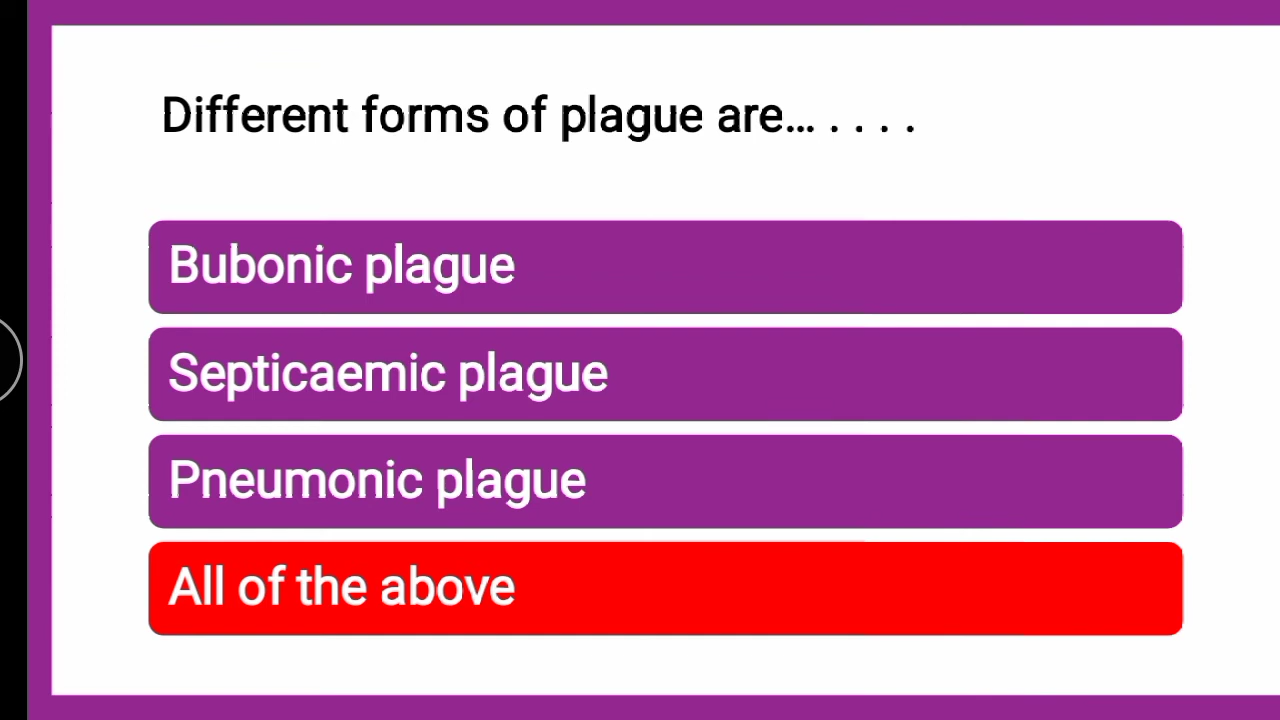 Different forms of plague are... . . . .
Bubonic plague
Septicaemic plague
Pneumonic plague
All of the above